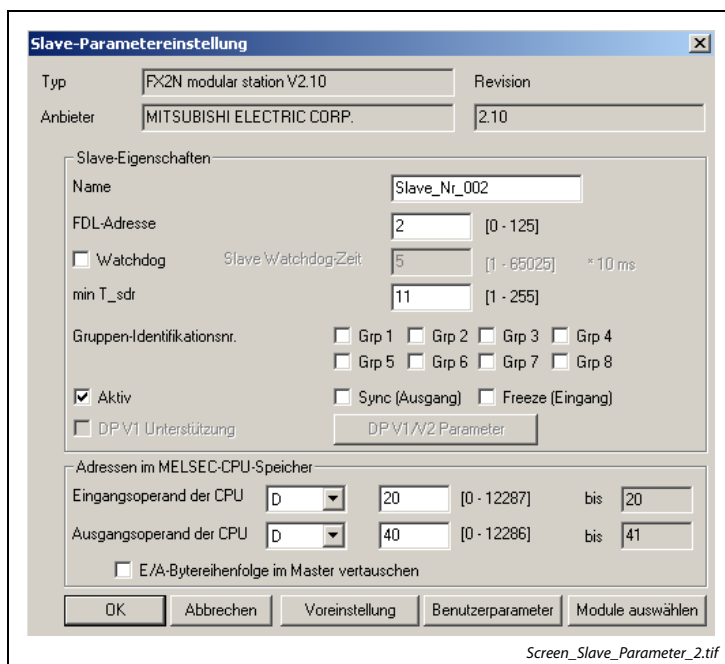 Slave-Parametereinstellung
Typ FX2N modular station V2.10 Revision
Anbieter MITSUBISHI ELECTRIC CORP. 2.10
Slave-Eigenschaften
Name Slave_Nr_002
FDL-Adresse 2 [0 - 125]
Watchdog Slave Watchdog-Zeit 5 [1 - 65025] * 10 ms
min T_sdr 11 [1 - 255]
Gruppen-Identifikationsnr. Grp 1 Grp 2 Grp 3 Grp 4
Grp 5 Grp 6 Grp 7 Grp 8
Aktiv Sync (Ausgang) Freeze (Eingang)
DP V1 Unterstützung DP V1/V2 Parameter
Adressen im MELSEC-CPU-Speicher
Eingangsoperand der CPU D 20 [0 - 12287] bis 20
Ausgangsoperand der CPU D 40 [0 - 12286] bis 41
E/A-Bytereihenfolge im Master vertauschen
OK Abbrechen Voreinstellung Benutzerparameter Module auswählen
Screen_Slave_Parameter_2.tif